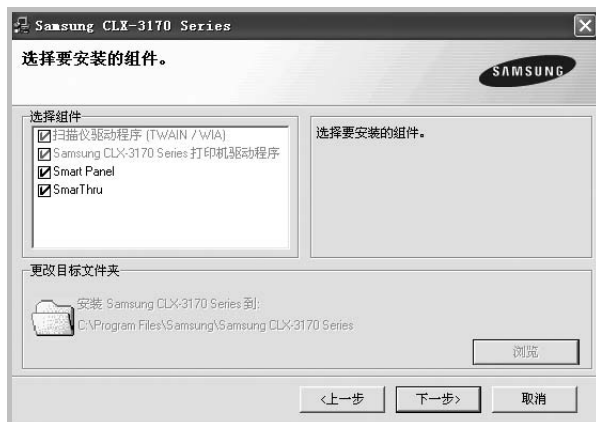 Samsung CLX-3170 Series
选择要安装的组件。
SAMSUNG
选择组件
扫描仪驱动程序 (TWAIN / WIA)
Samsung CLX-3170 Series 打印机驱动程序
Smart Panel
SmarThru
选择要安装的组件。
更改目标文件夹
安装 Samsung CLX-3170 Series 到:
C:\Program Files\Samsung\Samsung CLX-3170 Series
浏览
<上一步 下一步> 取消